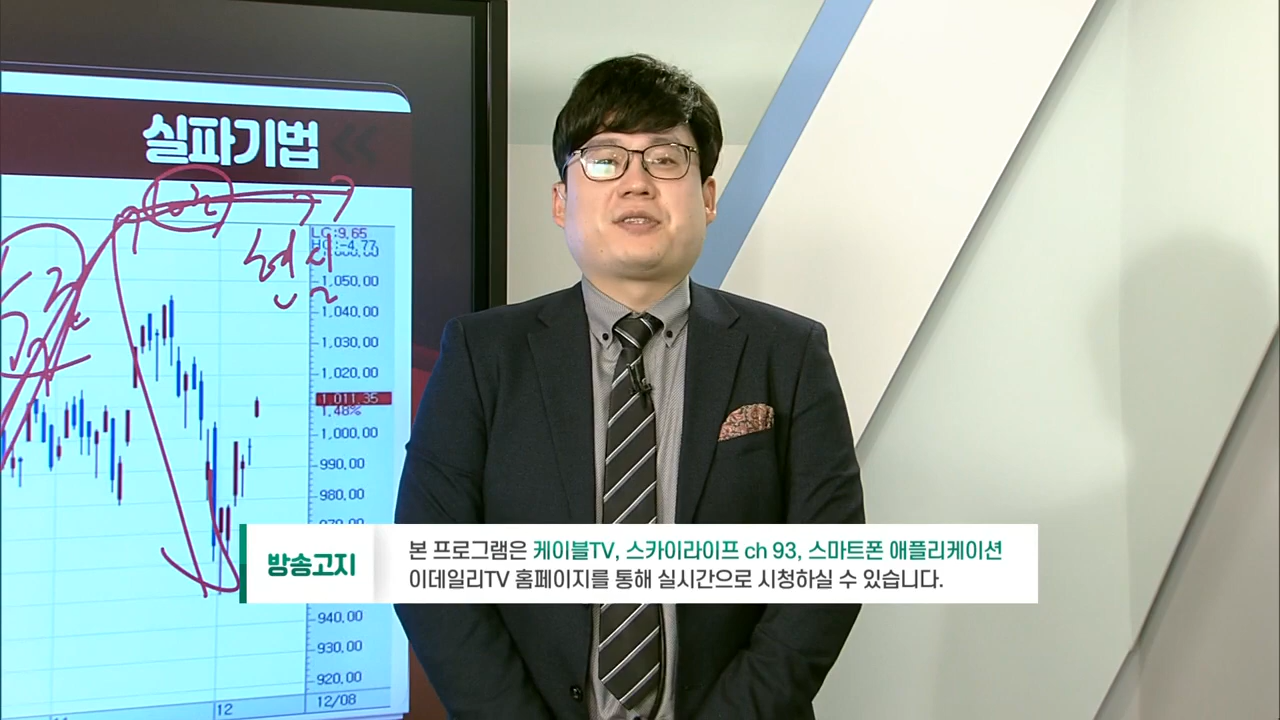 실파기법
현실
LC:9.65
HC:-4.77
1,050.00
1,040.00
1,030.00
1,020.00
1,011.35
1.48%
1,000.00
990.00
980.00
970.00
940.00
930.00
920.00
12
12/08
방송고지
본 프로그램은 케이블TV, 스카이라이프 ch 93, 스마트폰 애플리케이션
이데일리TV 홈페이지를 통해 실시간으로 시청하실 수 있습니다.